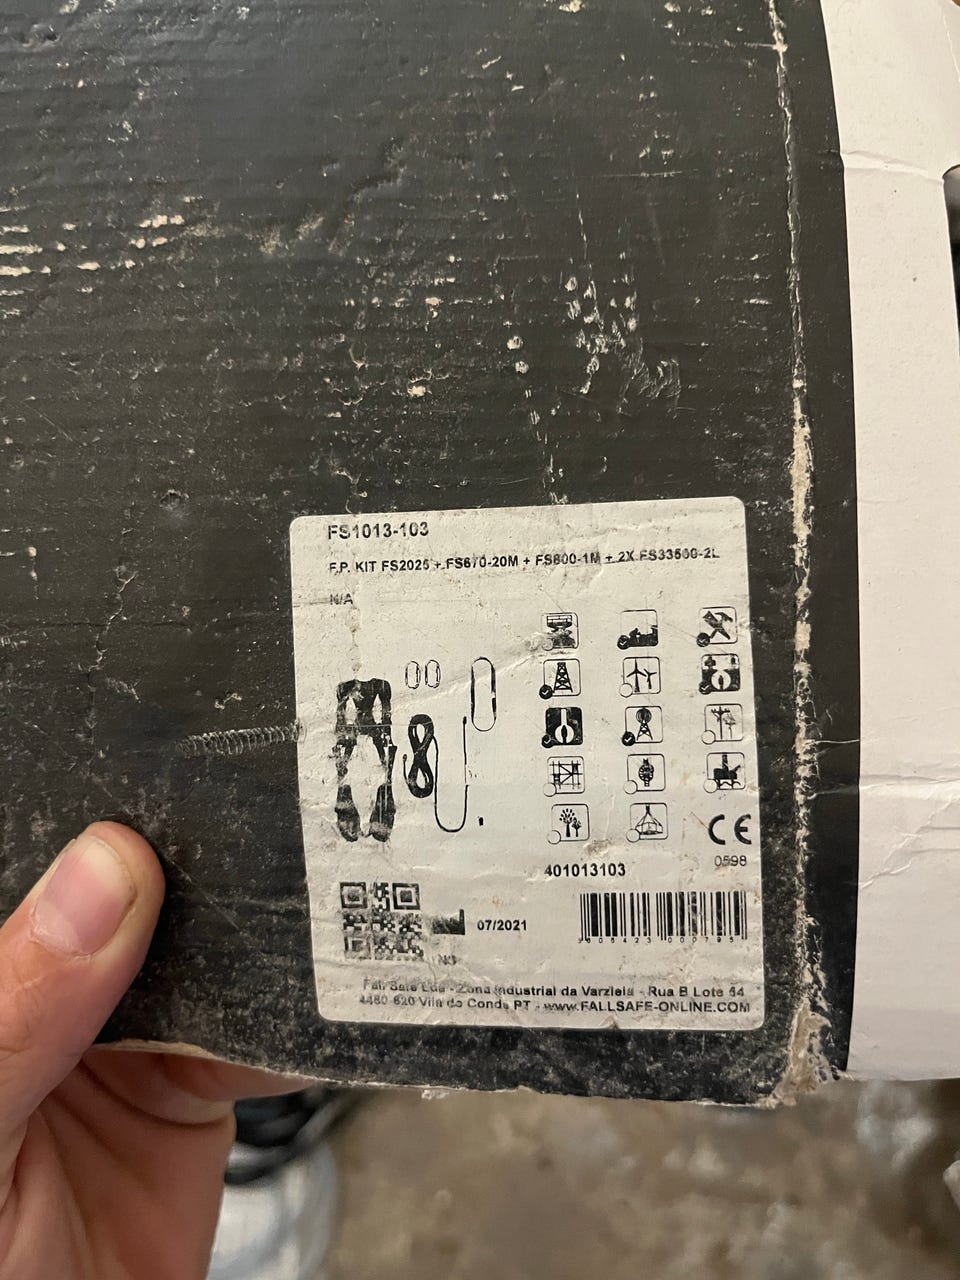 FS1013-103
F.P. KIT FS2025 + FS670-20M + FS800-1M + 2X FS33500-2L
N/A
CE
0598
401013103
07/2021
Fall Safe Lda - Zona Industrial da Varziela - Rua B Lote 64
4480-620 Vila do Conde PT - www.FALLSAFE-ONLINE.COM